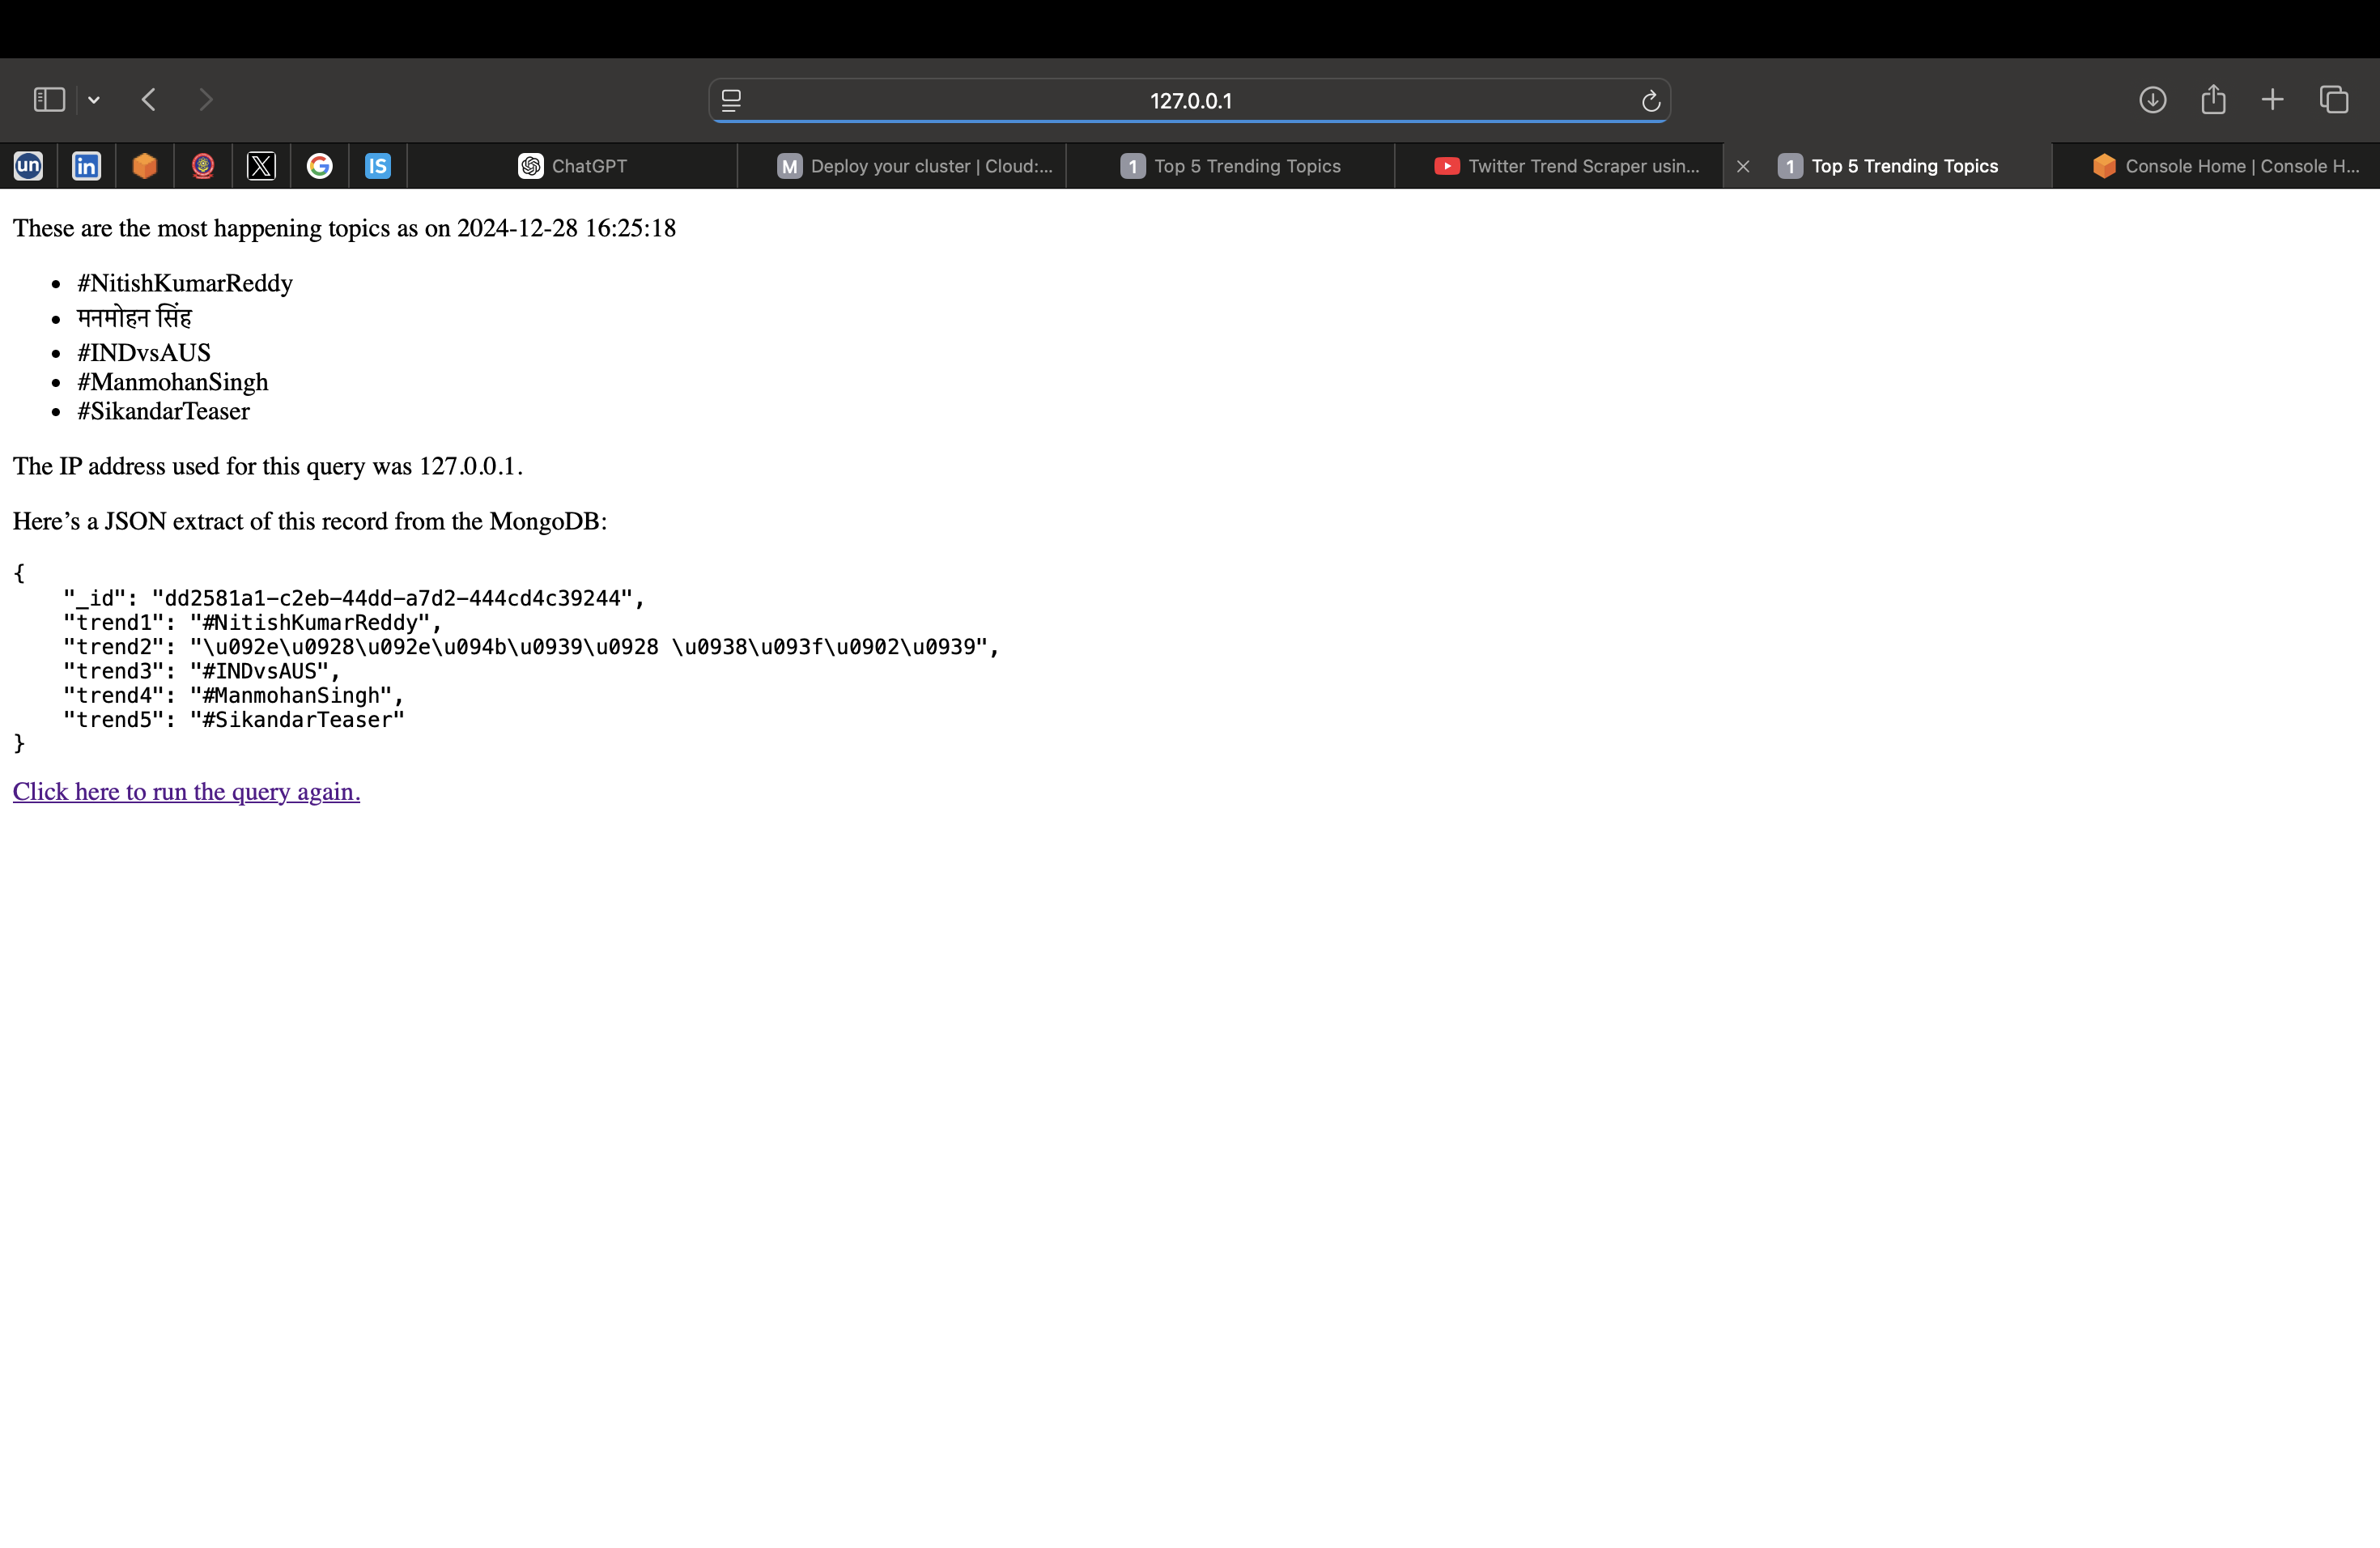 127.0.0.1
un
in
X
G
IS
ChatGPT
M Deploy your cluster | Cloud:...
1 Top 5 Trending Topics
Twitter Trend Scraper usin...
1 Top 5 Trending Topics
Console Home | Console H...
These are the most happening topics as on 2024-12-28 16:25:18
• #NitishKumarReddy
• मनमोहन सिंह
• #INDvsAUS
• #ManmohanSingh
• #SikandarTeaser
The IP address used for this query was 127.0.0.1.
Here’s a JSON extract of this record from the MongoDB:
{
    "_id": "dd2581a1-c2eb-44dd-a7d2-444cd4c39244",
    "trend1": "#NitishKumarReddy",
    "trend2": "\u092e\u0928\u092e\u094b\u0939\u0928 \u0938\u093f\u0902\u0939",
    "trend3": "#INDvsAUS",
    "trend4": "#ManmohanSingh",
    "trend5": "#SikandarTeaser"
}
Click here to run the query again.